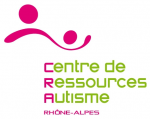 Centre de
Ressources
Autisme
RHÔNE-ALPES